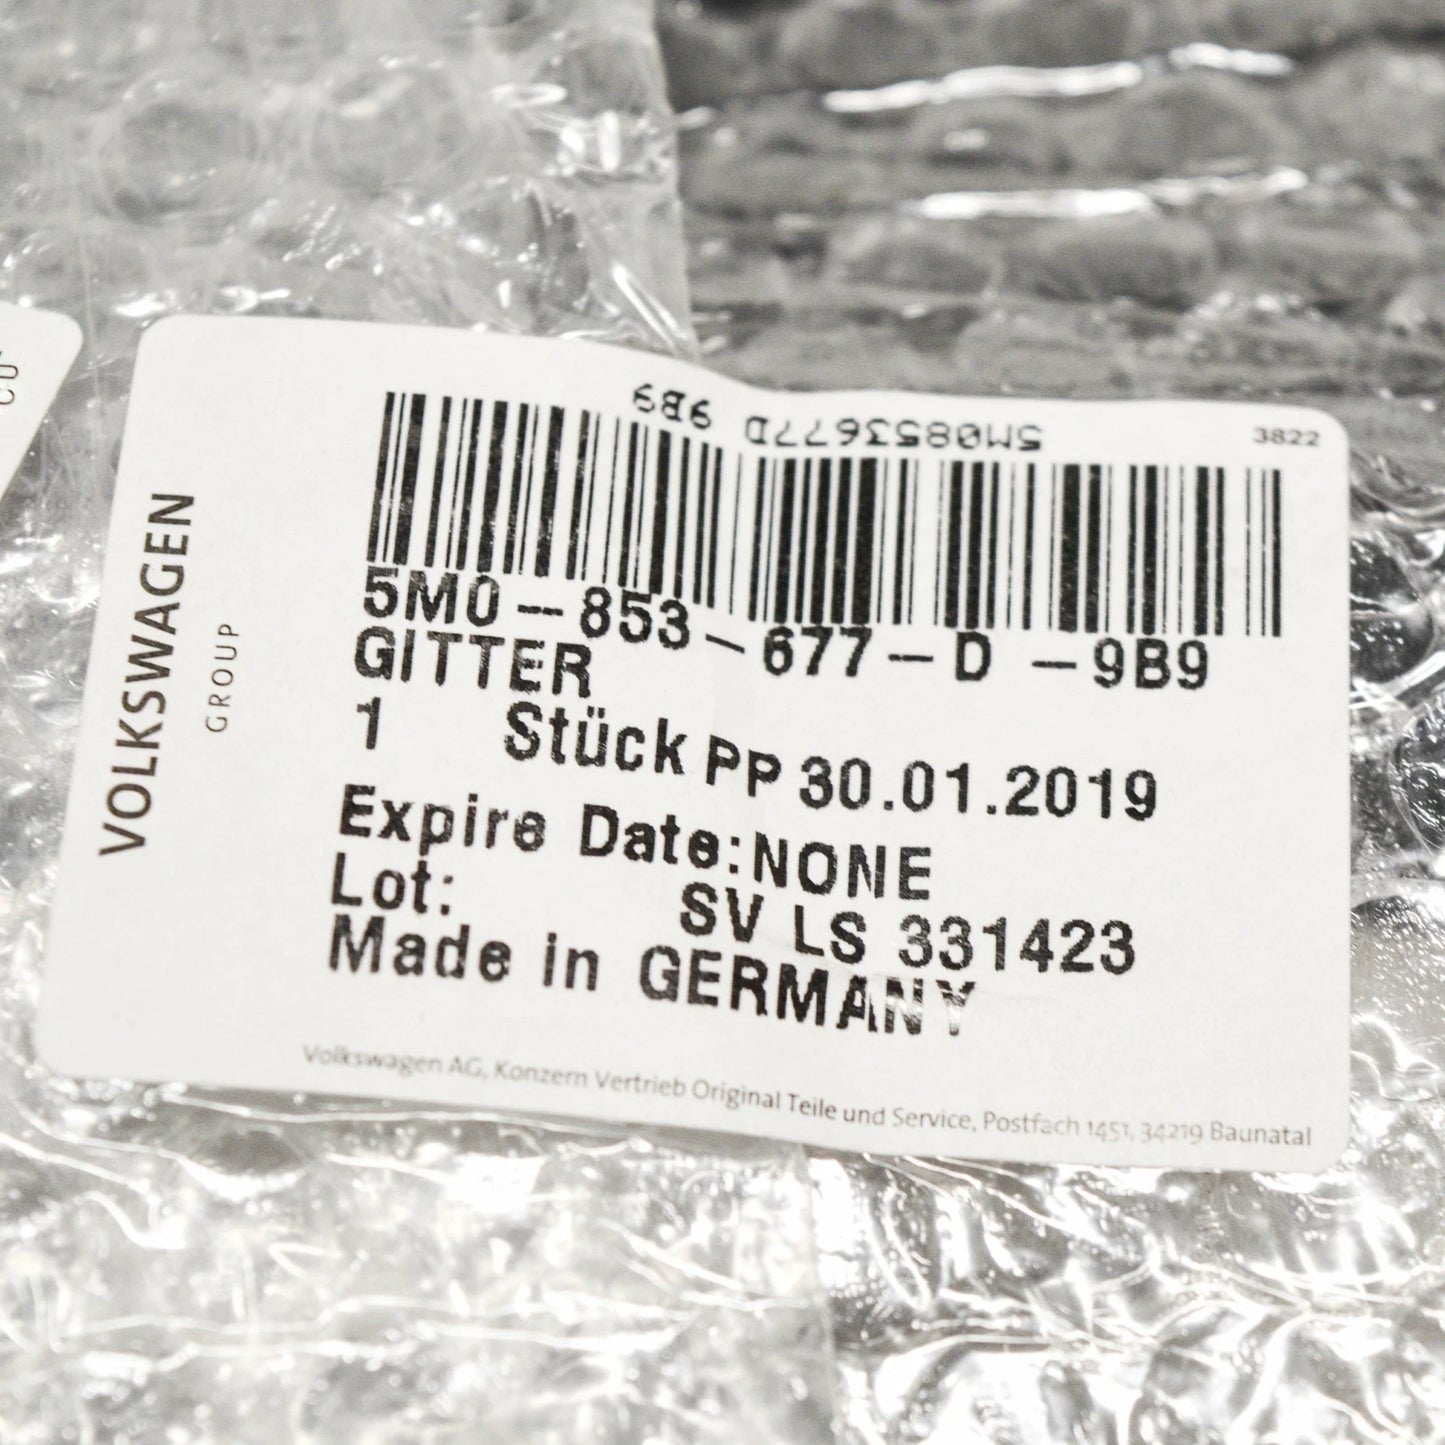 VOLKSWAGEN
GROUP
5M0853677D 9B9
3822
5M0-853-677-D -9B9
GITTER
1 Stück PP 30.01.2019
Expire Date:NONE
Lot: SV LS 331423
Made in GERMANY
Volkswagen AG, Konzern Vertrieb Original Teile und Service, Postfach 1451, 34219 Baunatal